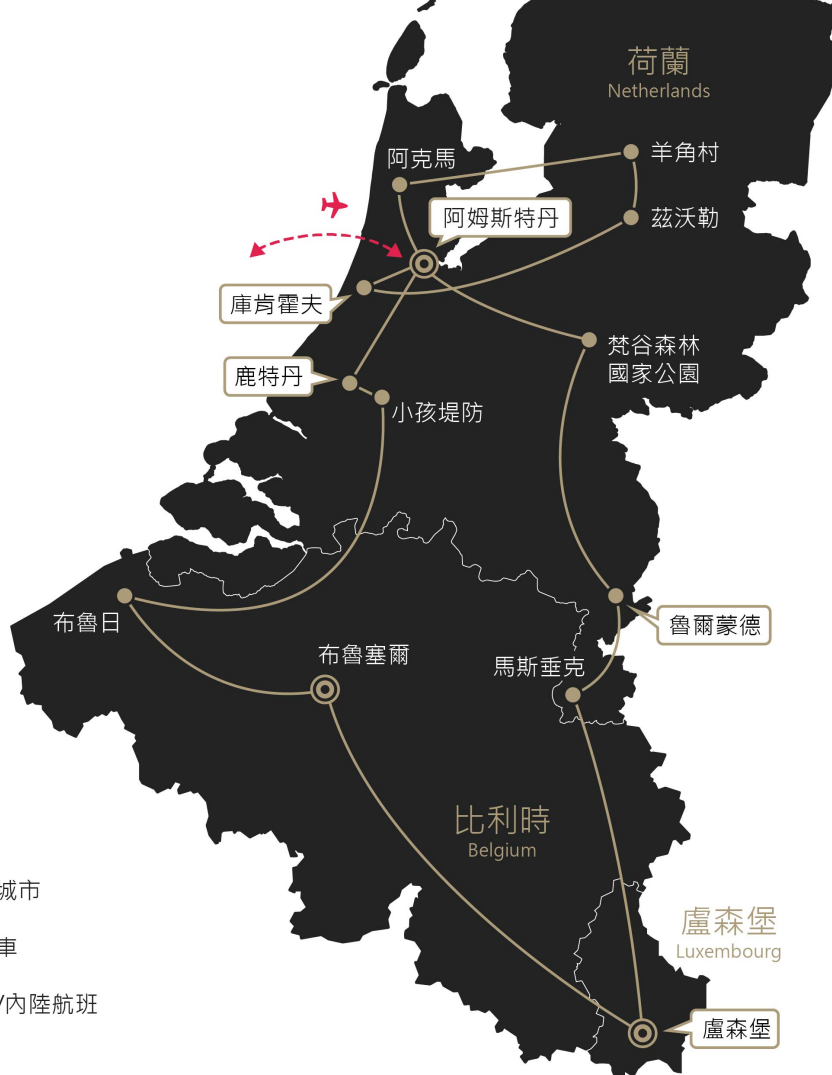 荷蘭
Netherlands
阿克馬
羊角村
阿姆斯特丹
茲沃勒
庫肯霍夫
梵谷森林
國家公園
鹿特丹
小孩堤防
布魯日
魯爾蒙德
布魯塞爾
馬斯垂克
比利時
Belgium
城市
盧森堡
Luxembourg
車
/內陸航班
盧森堡